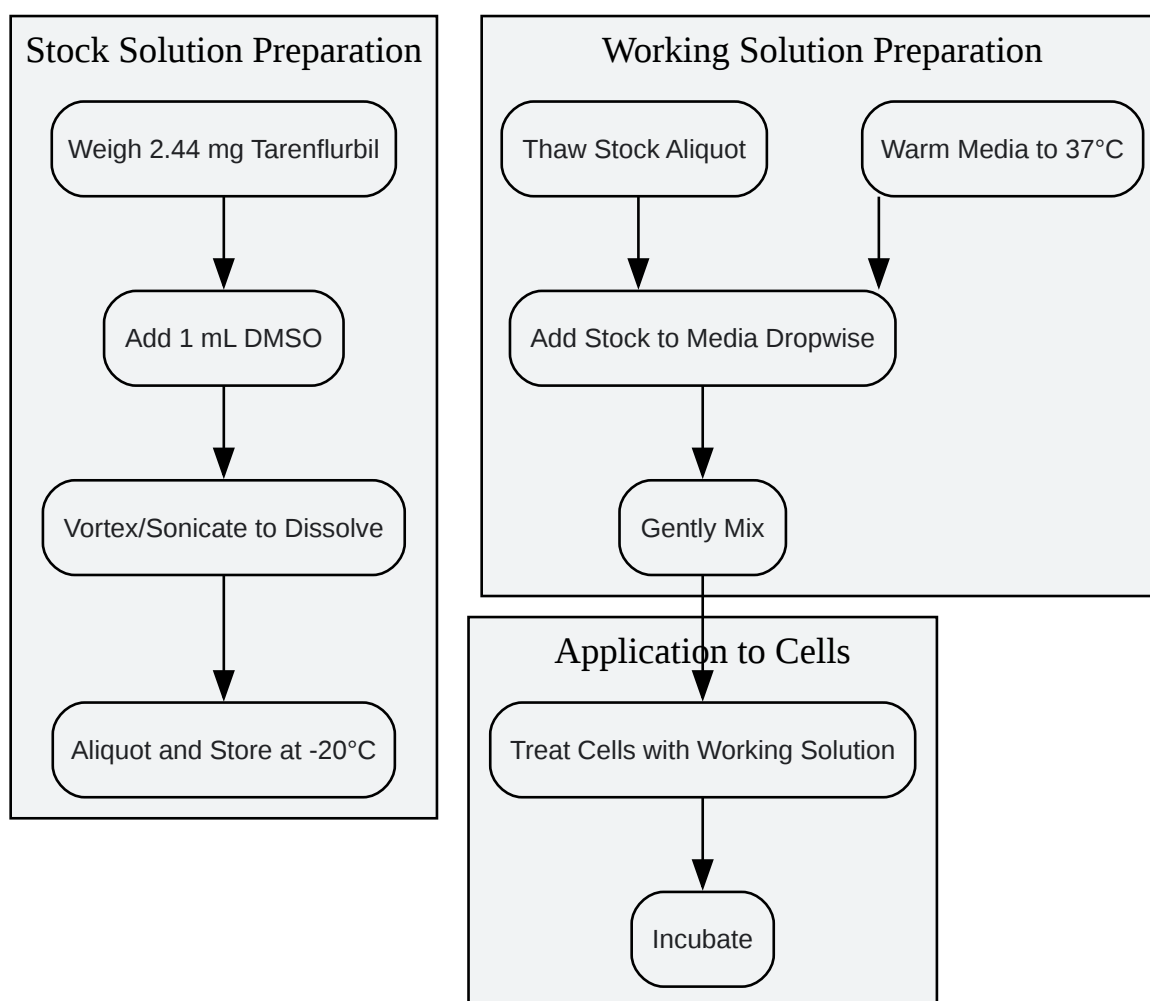 Stock Solution Preparation
Weigh 2.44 mg Tarenflurbil
Add 1 mL DMSO
Vortex/Sonicate to Dissolve
Aliquot and Store at -20°C
Working Solution Preparation
Thaw Stock Aliquot
Warm Media to 37°C
Add Stock to Media Dropwise
Gently Mix
Application to Cells
Treat Cells with Working Solution
Incubate